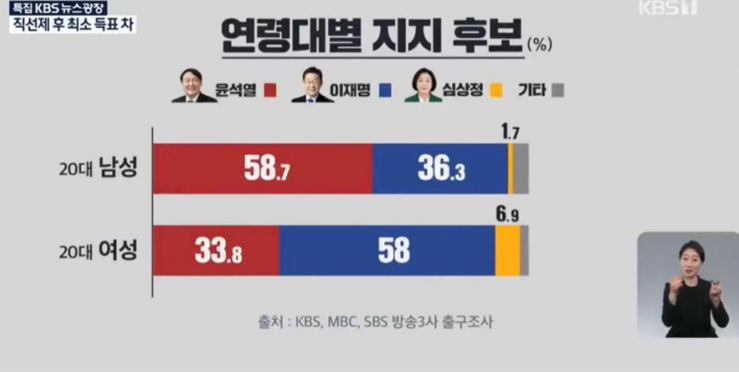 특집 KBS 뉴스광장
직선제 후 최소 득표 차
KBS 1
연령대별 지지 후보(%)
윤석열 이재명 심상정 기타
1.7
20대 남성 58.7 36.3
6.9
20대 여성 33.8 58
출처 : KBS, MBC, SBS 방송3사 출구조사